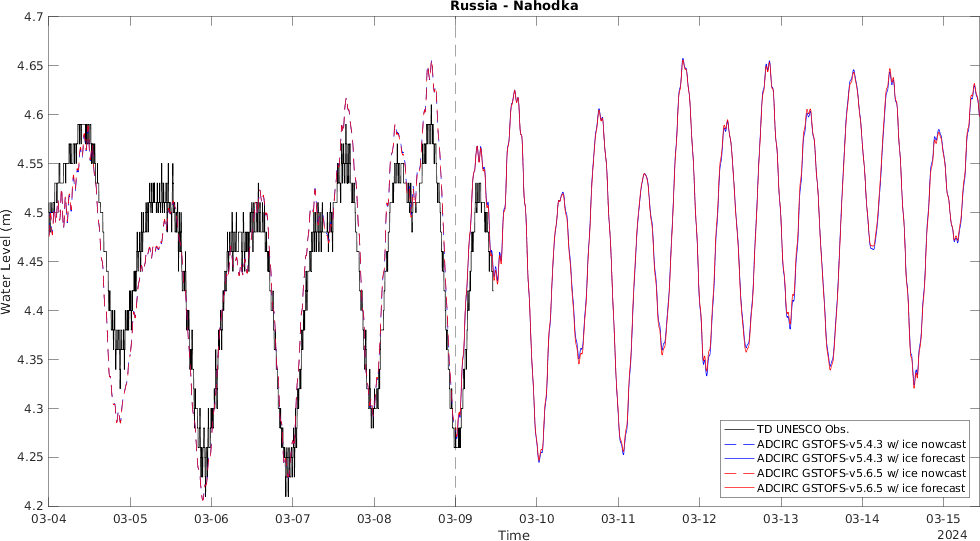 Russia - Nahodka
4.7
4.65
4.6
4.55
4.5
4.45
4.4
4.35
4.3
4.25
4.2
Water Level (m)
03-04 03-05 03-06 03-07 03-08 03-09 03-10 03-11 03-12 03-13 03-14 03-15
Time
2024
TD UNESCO Obs.
ADCIRC GSTOFS-v5.4.3 w/ ice nowcast
ADCIRC GSTOFS-v5.4.3 w/ ice forecast
ADCIRC GSTOFS-v5.6.5 w/ ice nowcast
ADCIRC GSTOFS-v5.6.5 w/ ice forecast